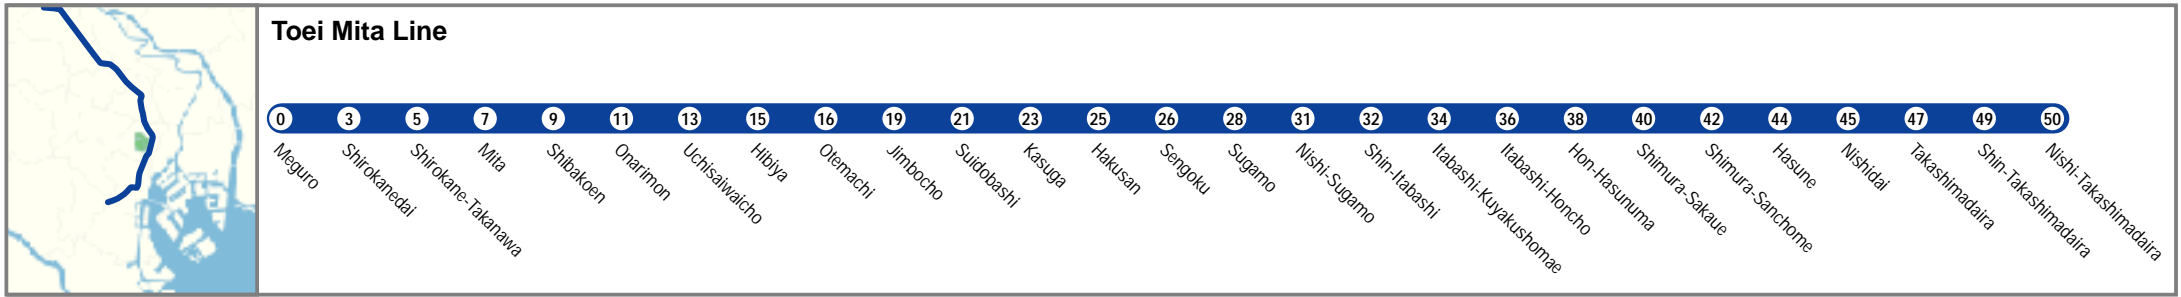 Toei Mita Line
0 3 5 7 9 11 13 15 16 19 21 23 25 26 28 31 32 34 36 38 40 42 44 45 47 49 50
Meguro
Shirokanedai
Shirokane-Takanawa
Mita
Shibakoen
Onarimon
Uchisaiwaicho
Hibiya
Otemachi
Jimbocho
Suidobashi
Kasuga
Hakusan
Sengoku
Sugamo
Nishi-Sugamo
Shin-Itabashi
Itabashi-Kuyakushomae
Itabashi-Honcho
Hon-Hasunuma
Shimura-Sakaue
Shimura-Sanchome
Hasune
Nishidai
Takashimadaira
Shin-Takashimadaira
Nishi-Takashimadaira